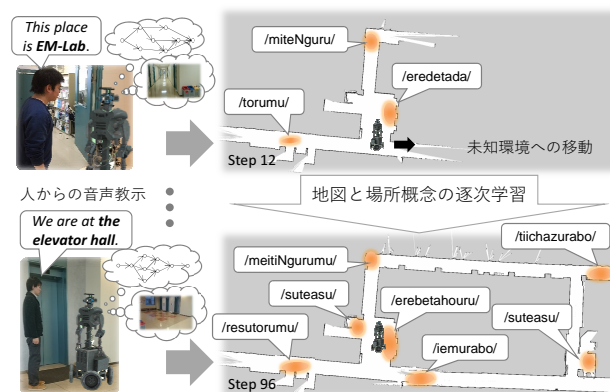 This place
is EM-Lab.
/miteNguru/
/eredetada/
/torumu/
Step 12
未知環境への移動
人からの音声教示
地図と場所概念の逐次学習
We are at the
elevator hall.
/tiichazurabo/
/meitiNgurumu/
/suteasu/
/erebetahouru/
/suteasu/
/resutorumu/
/iemurabo/
Step 96